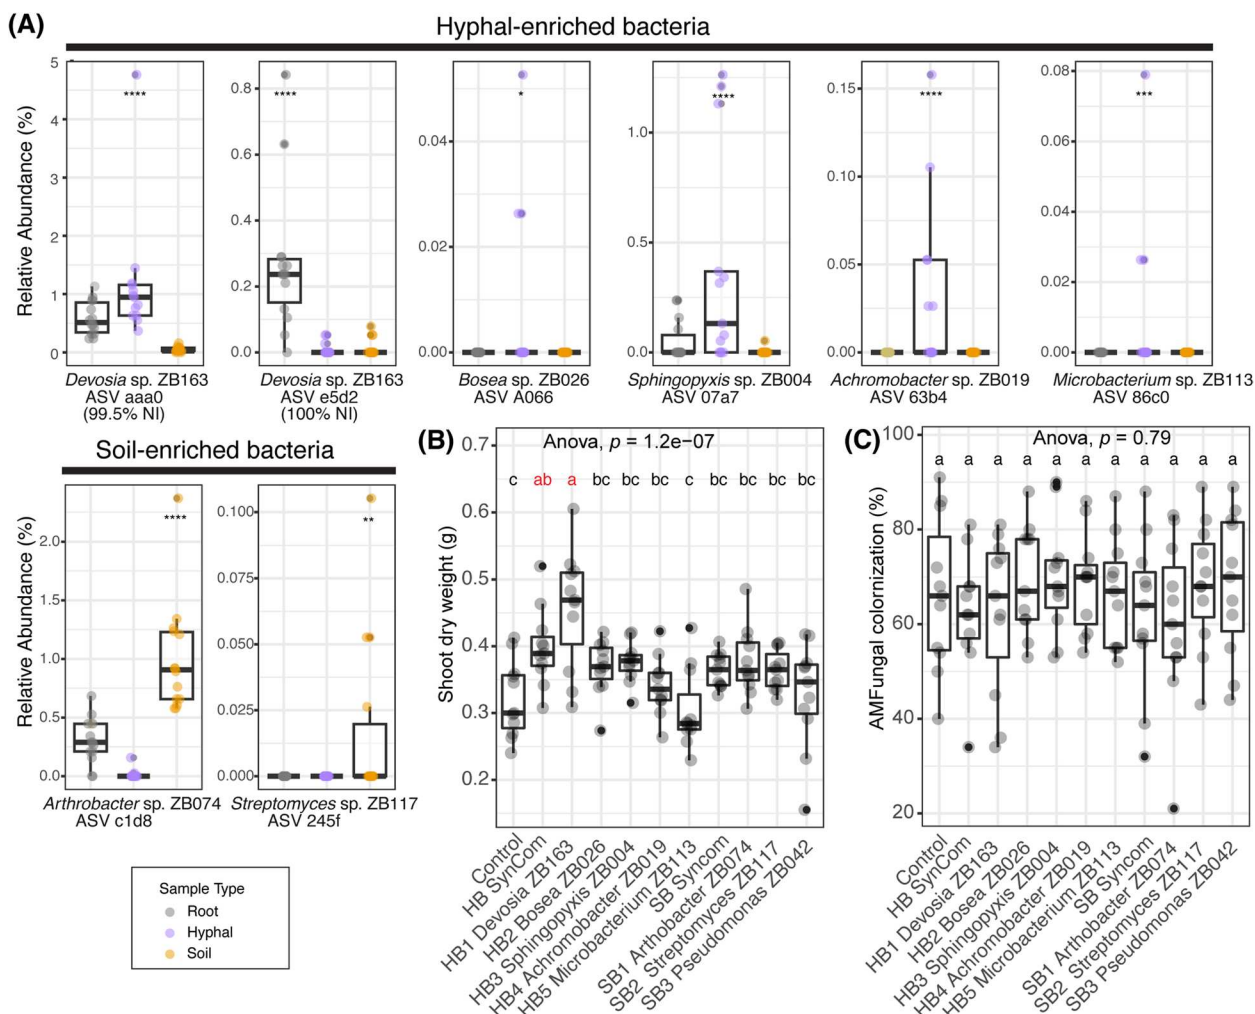 (A)
Hyphal-enriched bacteria
Relative Abundance (%)
5
4
3
2
1
0
****
Devosia sp. ZB163
ASV aaa0
(99.5% NI)
0.8
0.6
0.4
0.2
0.0
****
Devosia sp. ZB163
ASV e5d2
(100% NI)
0.04
0.02
0.00
*
Bosea sp. ZB026
ASV A066
1.0
0.5
0.0
****
Sphingopyxis sp. ZB004
ASV 07a7
0.15
0.10
0.05
0.00
****
Achromobacter sp. ZB019
ASV 63b4
0.08
0.06
0.04
0.02
0.00
***
Microbacterium sp. ZB113
ASV 86c0
Soil-enriched bacteria
Relative Abundance (%)
2.0
1.5
1.0
0.5
0.0
****
Arthrobacter sp. ZB074
ASV c1d8
0.100
0.075
0.050
0.025
0.000
**
Streptomyces sp. ZB117
ASV 245f
Sample Type
Root
Hyphal
Soil
(B)
Anova, p = 1.2e−07
Shoot dry weight (g)
0.7
0.6
0.5
0.4
0.3
0.2
c ab a bc bc bc c bc bc bc bc
Control
HB SynCom
HB1 Devosia ZB163
HB2 Bosea ZB026
HB3 Sphingopyxis ZB004
HB4 Achromobacter ZB019
HB5 Microbacterium ZB113
SB Syncom
SB1 Arthobacter ZB074
SB2 Streptomyces ZB117
SB3 Pseudomonas ZB042
(C)
Anova, p = 0.79
AMFungal colornization (%)
100
80
60
40
20
a a a a a a a a a a a
Control
HB SynCom
HB1 Devosia ZB163
HB2 Bosea ZB026
HB3 Sphingopyxis ZB004
HB4 Achromobacter ZB019
HB5 Microbacterium ZB113
SB Syncom
SB1 Arthobacter ZB074
SB2 Streptomyces ZB117
SB3 Pseudomonas ZB042